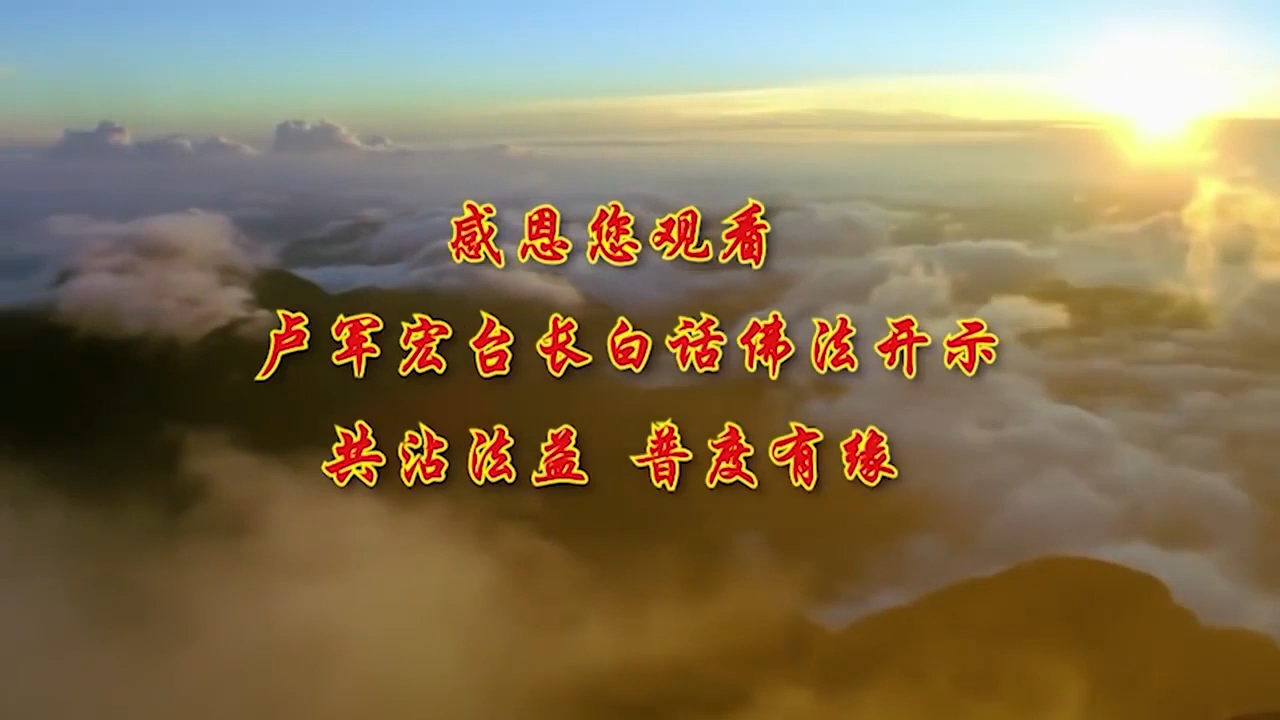 感恩您观看
卢军宏台长白话佛法开示
共沾法益 普度有缘